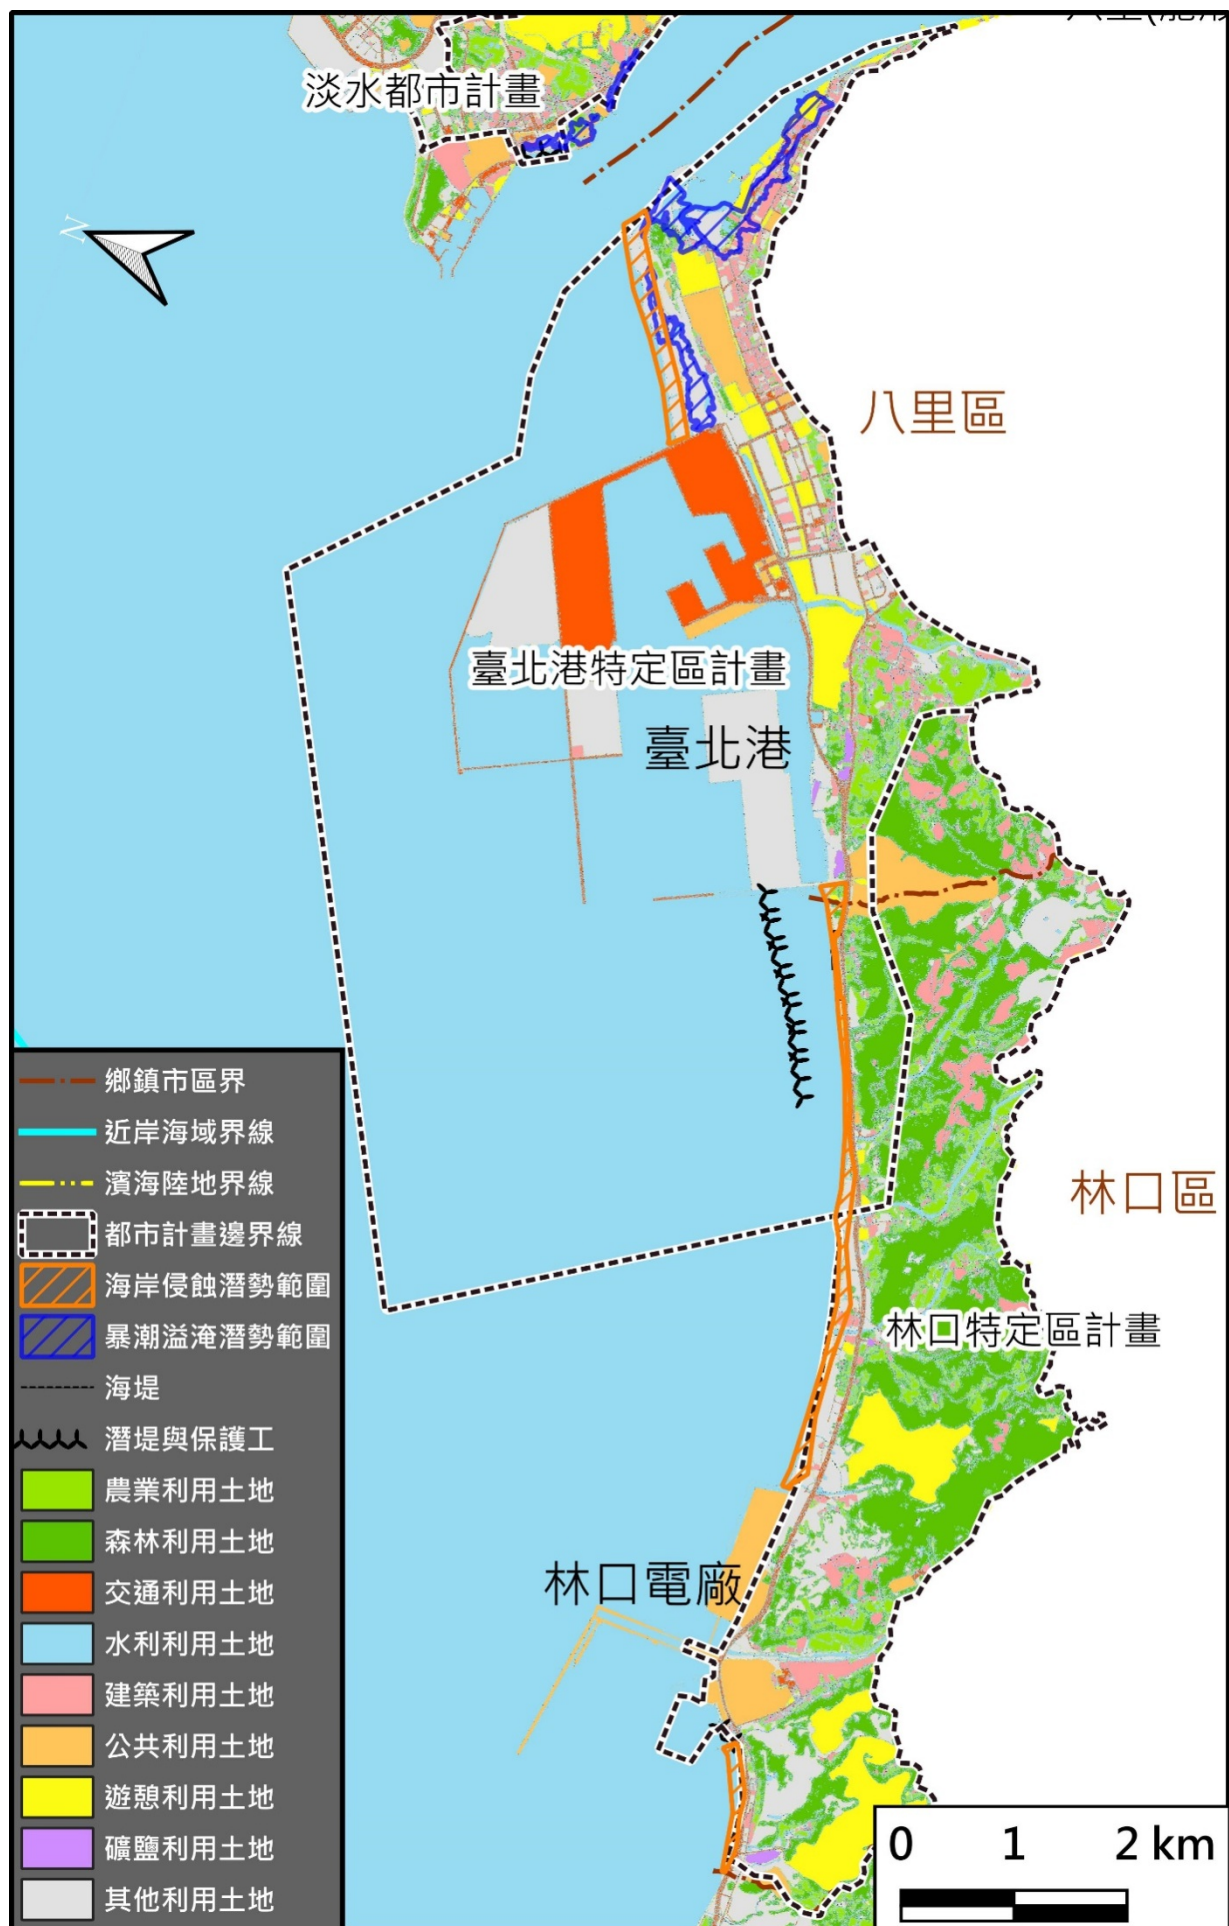 淡水都市計畫
N
八里區
臺北港特定區計畫
臺北港
林口區
林口特定區計畫
林口電廠
鄉鎮市區界
近岸海域界線
濱海陸地界線
都市計畫邊界線
海岸侵蝕潛勢範圍
暴潮溢淹潛勢範圍
海堤
潛堤與保護工
農業利用土地
森林利用土地
交通利用土地
水利利用土地
建築利用土地
公共利用土地
遊憩利用土地
礦鹽利用土地
其他利用土地
0 1 2 km